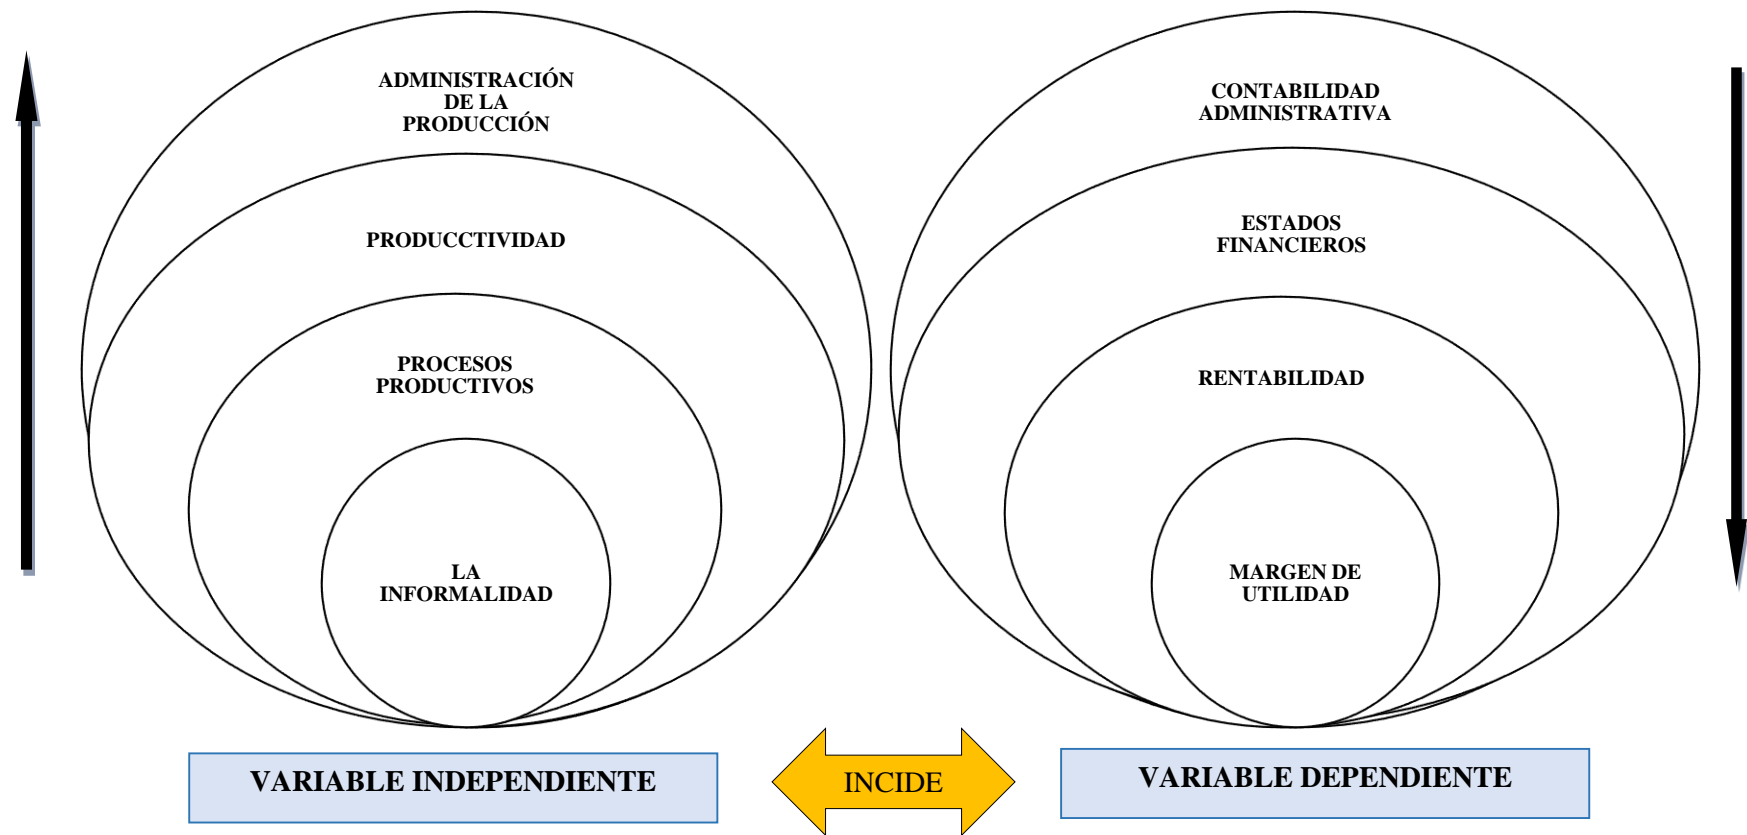 ADMINISTRACIÓN
DE LA
PRODUCCIÓN
PRODUCCTIVIDAD
PROCESOS
PRODUCTIVOS
LA
INFORMALIDAD
VARIABLE INDEPENDIENTE
INCIDE
CONTABILIDAD
ADMINISTRATIVA
ESTADOS
FINANCIEROS
RENTABILIDAD
MARGEN DE
UTILIDAD
VARIABLE DEPENDIENTE